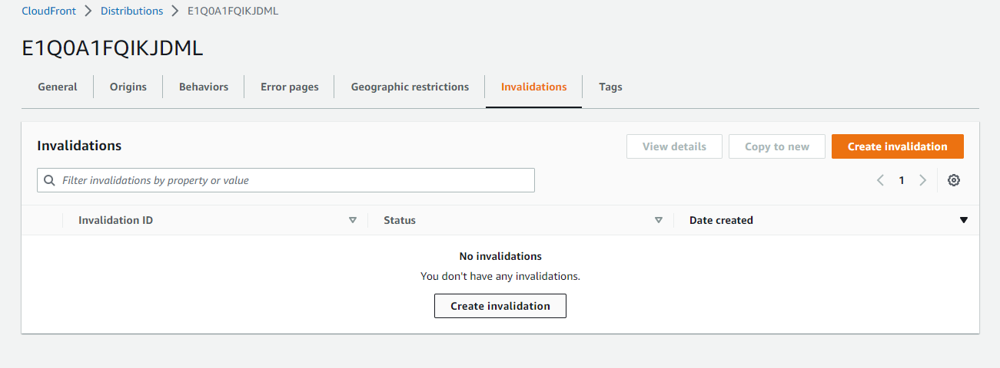 CloudFront > Distributions > E1Q0A1FQIKJDML
E1Q0A1FQIKJDML
General Origins Behaviors Error pages Geographic restrictions Invalidations Tags
Invalidations View details Copy to new Create invalidation
Filter invalidations by property or value 1
Invalidation ID Status Date created
No invalidations
You don't have any invalidations.
Create invalidation